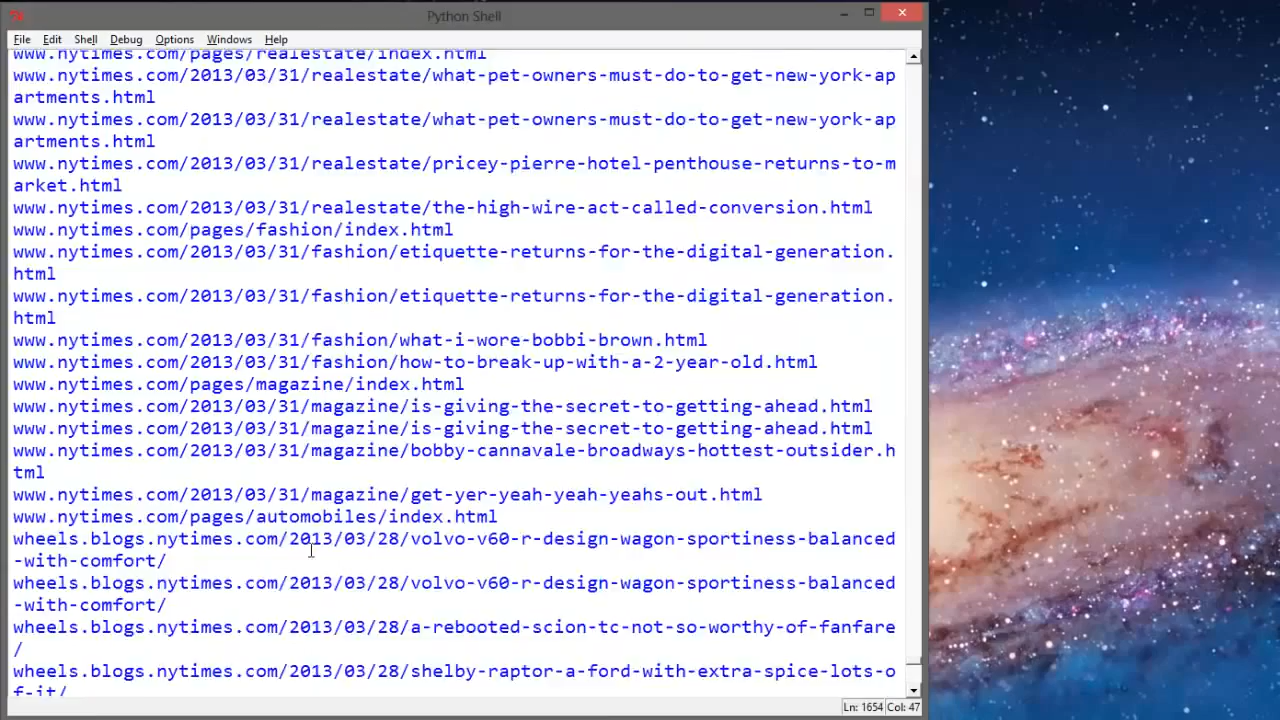 Python Shell
File Edit Shell Debug Options Windows Help
www.nytimes.com/pages/realestate/index.html
www.nytimes.com/2013/03/31/realestate/what-pet-owners-must-do-to-get-new-york-ap
artments.html
www.nytimes.com/2013/03/31/realestate/what-pet-owners-must-do-to-get-new-york-ap
artments.html
www.nytimes.com/2013/03/31/realestate/pricey-pierre-hotel-penthouse-returns-to-m
arket.html
www.nytimes.com/2013/03/31/realestate/the-high-wire-act-called-conversion.html
www.nytimes.com/pages/fashion/index.html
www.nytimes.com/2013/03/31/fashion/etiquette-returns-for-the-digital-generation.
html
www.nytimes.com/2013/03/31/fashion/etiquette-returns-for-the-digital-generation.
html
www.nytimes.com/2013/03/31/fashion/what-i-wore-bobbi-brown.html
www.nytimes.com/2013/03/31/fashion/how-to-break-up-with-a-2-year-old.html
www.nytimes.com/pages/magazine/index.html
www.nytimes.com/2013/03/31/magazine/is-giving-the-secret-to-getting-ahead.html
www.nytimes.com/2013/03/31/magazine/is-giving-the-secret-to-getting-ahead.html
www.nytimes.com/2013/03/31/magazine/bobby-cannavale-broadways-hottest-outsider.h
tml
www.nytimes.com/2013/03/31/magazine/get-yer-yeah-yeah-yeahs-out.html
www.nytimes.com/pages/automobiles/index.html
wheels.blogs.nytimes.com/2013/03/28/volvo-v60-r-design-wagon-sportiness-balanced
-with-comfort/
wheels.blogs.nytimes.com/2013/03/28/volvo-v60-r-design-wagon-sportiness-balanced
-with-comfort/
wheels.blogs.nytimes.com/2013/03/28/a-rebooted-scion-tc-not-so-worthy-of-fanfare
/
wheels.blogs.nytimes.com/2013/03/28/shelby-raptor-a-ford-with-extra-spice-lots-o
f-it/
Ln: 1654 Col: 47